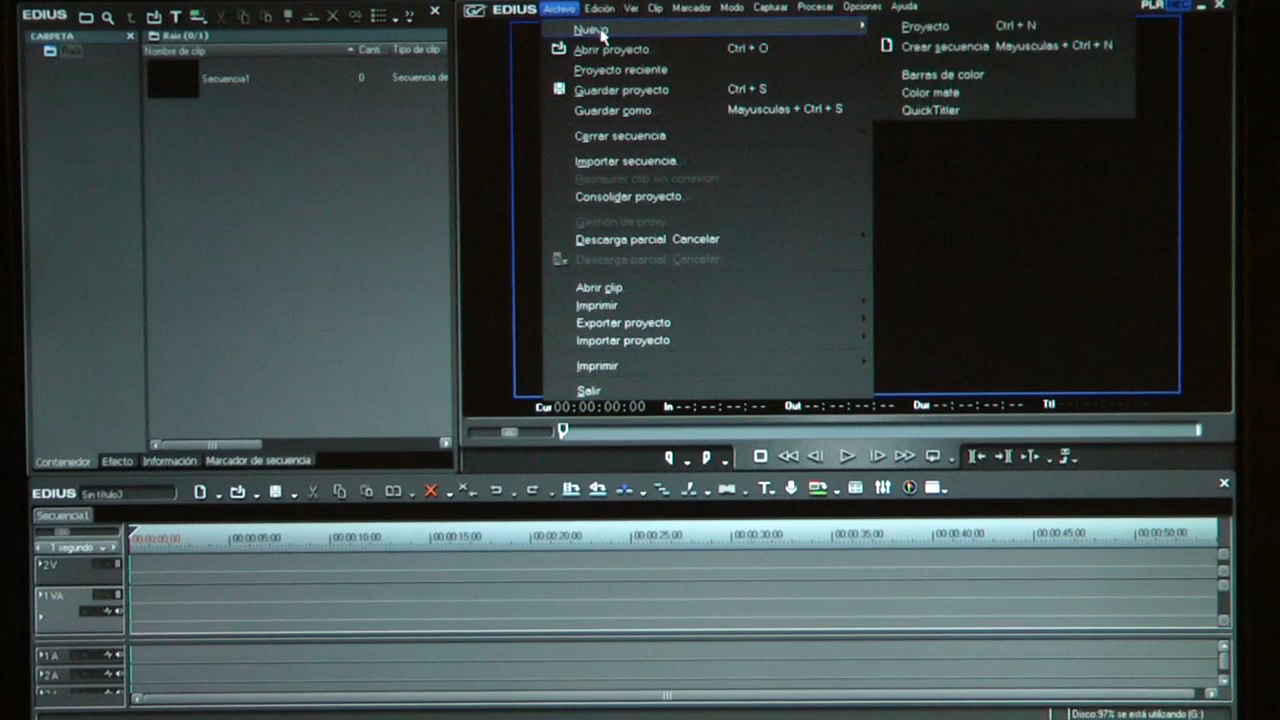 EDIUS
CARPETA
Raíz
Raiz (0/1)
Nombre de clip Canti Tipo de clip
Secuencia1 0 Secuencia de
Contenedor Efecto Información Marcador de secuencia
EDIUS Archivo Edición Ver Clip Marcador Modo Capturar Procesar Opciones Ayuda PLR REC
Nuevo
Abrir proyecto. Ctrl + O
Proyecto reciente
Guardar proyecto Ctrl + S
Guardar como... Mayusculas + Ctrl + S
Cerrar secuencia
Importar secuencia...
Restaurar clip sin conexión
Consolidar proyecto...
Gestión de proxy
Descarga parcial Cancelar
Descarga parcial Cancelar
Abrir clip...
Imprimir
Exportar proyecto
Importar proyecto
Imprimir
Salir
Proyecto Ctrl + N
Crear secuencia Mayusculas + Ctrl + N
Barras de color
Color mate
QuickTitler
Cur 00:00:00:00 In --:--:--:-- Out --:--:--:-- Dur --:--:--:-- Ttl
EDIUS Sin título3
Secuencia1
1 segundo
00:00:00:00 00:00:05:00 00:00:10:00 00:00:15:00 00:00:20:00 00:00:25:00 00:00:30:00 00:00:35:00 00:00:40:00 00:00:45:00 00:00:50:00
2 V
1 VA
1 A
2 A
Disco:97% se está utilizando (G:)